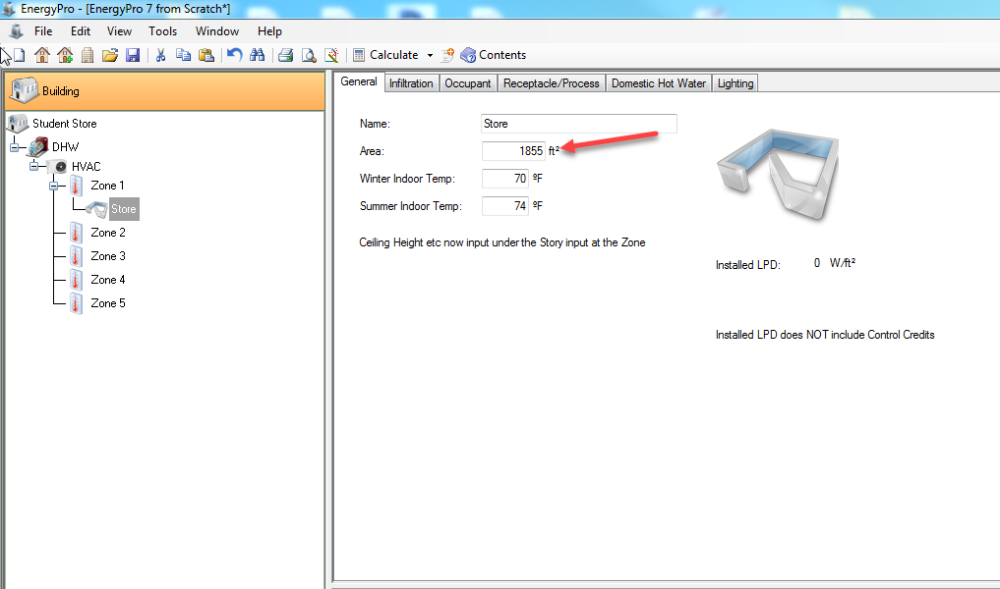 EnergyPro - [EnergyPro 7 from Scratch*]
File Edit View Tools Window Help
Calculate Contents
Building
Student Store
DHW
HVAC
Zone 1
Store
Zone 2
Zone 3
Zone 4
Zone 5
General Infiltration Occupant Receptacle/Process Domestic Hot Water Lighting
Name: Store
Area: 1855 ft²
Winter Indoor Temp: 70 ºF
Summer Indoor Temp: 74 ºF
Ceiling Height etc now input under the Story input at the Zone
Installed LPD: 0 W/ft²
Installed LPD does NOT include Control Credits